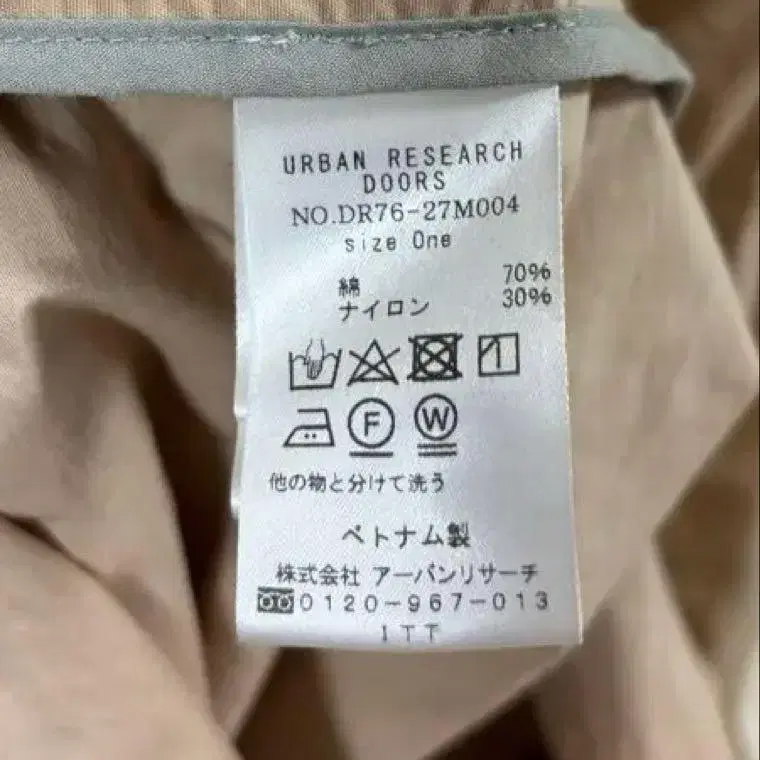 URBAN RESEARCH
DOORS
NO.DR76-27M004
size One
綿 70%
ナイロン 30%
F W
他の物と分けて洗う
ベトナム製
株式会社 アーバンリサーチ
0120-967-013
ITT